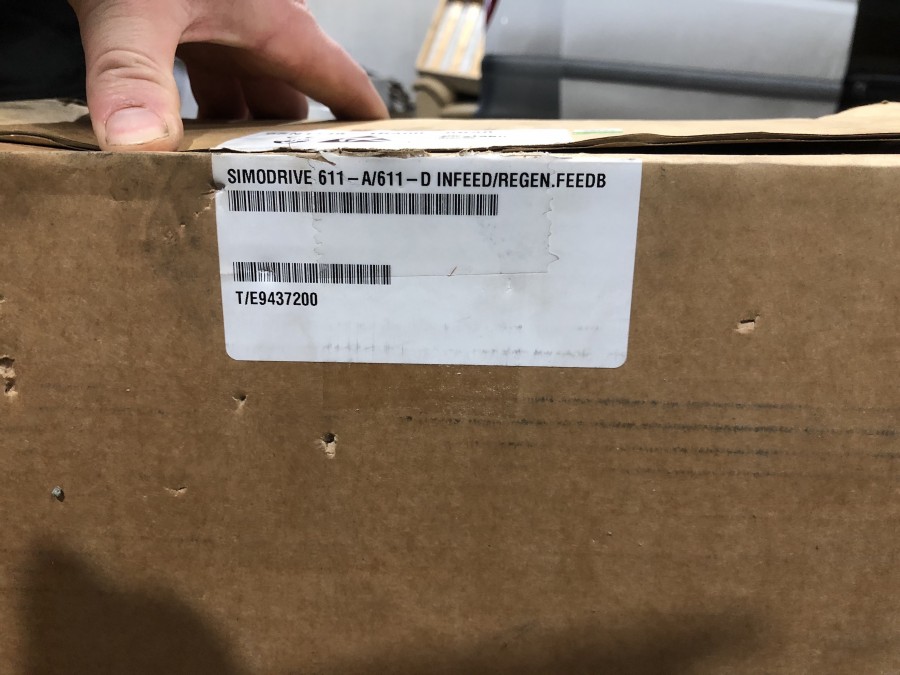 SIMODRIVE 611-A/611-D INFEED/REGEN.FEEDB
T/E9437200